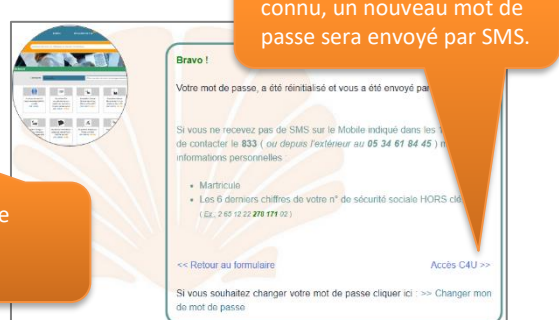 connu, un nouveau mot de
passe sera envoyé par SMS.
Bravo !
Votre mot de passe, a été réinitialisé et vous a été envoyé par
Si vous ne recevez pas de SMS sur le Mobile indiqué dans les
de contacter le 833 ( ou depuis l'extérieur au 05 34 61 84 45 )
informations personnelles
• Martricule
• Les 6 derniers chiffres de votre n° de sécurité sociale HORS clé
( Ex.: 2 65 12 22 278 171 02 )
<< Retour au formulaire
Accès C4U >>
Si vous souhaitez changer votre mot de passe cliquer ici : >> Changer mon
de mot de passe
e